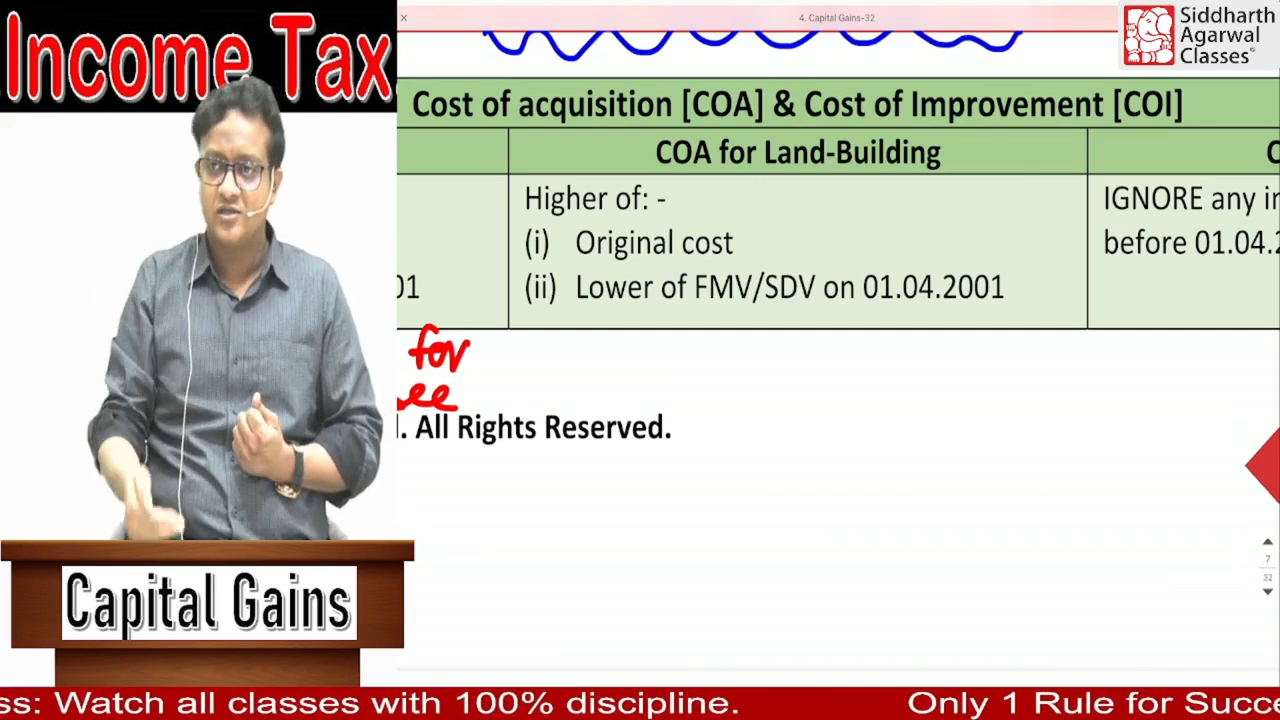 Income Tax
4. Capital Gains-32
Siddharth
Agarwal
Classes
Cost of acquisition [COA] & Cost of Improvement [COI]
COA for Land-Building
C
Higher of: -
(i) Original cost
(ii) Lower of FMV/SDV on 01.04.2001
01
IGNORE any i
before 01.04.
for
l. All Rights Reserved.
7
32
Capital Gains
ss: Watch all classes with 100% discipline.
Only 1 Rule for Succe